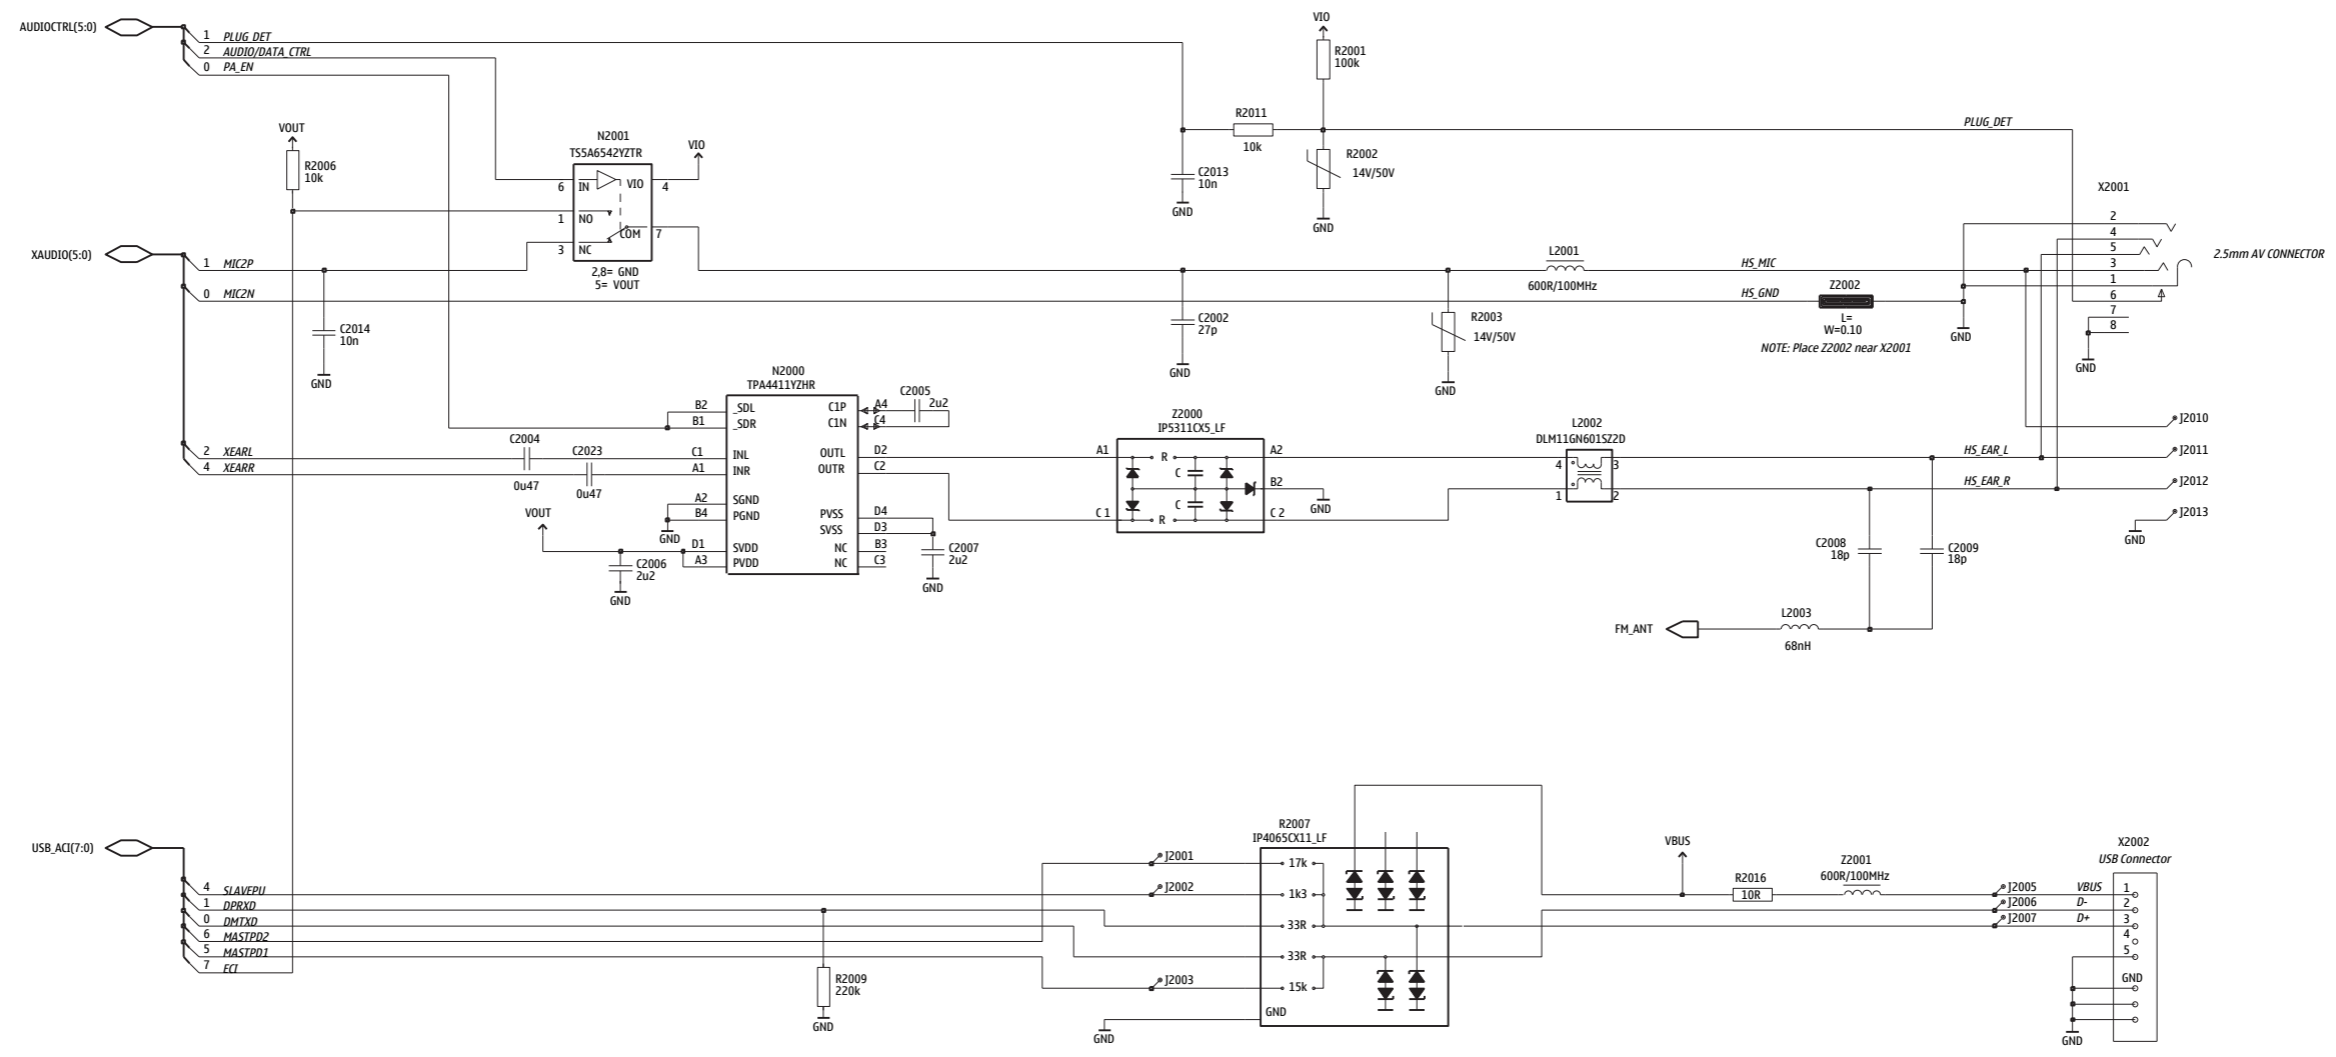 AUDIOCTRL(5:0)
1 PLUG_DET
2 AUDIO/DATA_CTRL
0 PA_EN
VIO
R2001
100k
R2011
10k
PLUG_DET
VOUT
R2006
10k
N2001
TS5A6542YZTR
VIO
6 IN VIO 4
1 NO
COM 7
3 NC
2,8= GND
5= VOUT
C2013
10n
GND
R2002
14V/50V
GND
X2001
2
4
5
3
1
6
7
8
2.5mm AV CONNECTOR
GND
XAUDIO(5:0)
1 MIC2P
0 MIC2N
C2014
10n
GND
L2001
600R/100MHz
HS_MIC
HS_GND
Z2002
L=
W=0.10
NOTE: Place Z2002 near X2001
GND
C2002
27p
GND
R2003
14V/50V
GND
N2000
TPA4411YZHR
B2 _SDL C1P A4
B1 _SDR C1N C4
C1 INL OUTL D2
A1 INR OUTR C2
A2 SGND
B4 PGND PVSS D4
SVSS D3
D1 SVDD NC B3
A3 PVDD NC C3
C2005
2u2
2 XEARL
4 XEARR
C2004
0u47
C2023
0u47
GND
VOUT
C2006
2u2
GND
C2007
2u2
GND
Z2000
IP5311CX5_LF
A1 R A2
C
B2
C
C1 R C2
GND
L2002
DLM11GN601SZ2D
4 3
1 2
HS_EAR_L
HS_EAR_R
J2010
J2011
J2012
J2013
GND
C2008
18p
C2009
18p
FM_ANT
L2003
68nH
USB_ACI(7:0)
4 SLAVEPU
1 DPRXD
0 DMTXD
6 MASTPD2
5 MASTPD1
7 ECI
R2009
220k
GND
J2001
J2002
J2003
R2007
IP4065CX11_LF
17k
1k3
33R
33R
15k
GND
GND
VBUS
R2016
10R
Z2001
600R/100MHz
J2005 VBUS
J2006 D-
J2007 D+
X2002
USB Connector
1
2
3
4
5
GND
GND